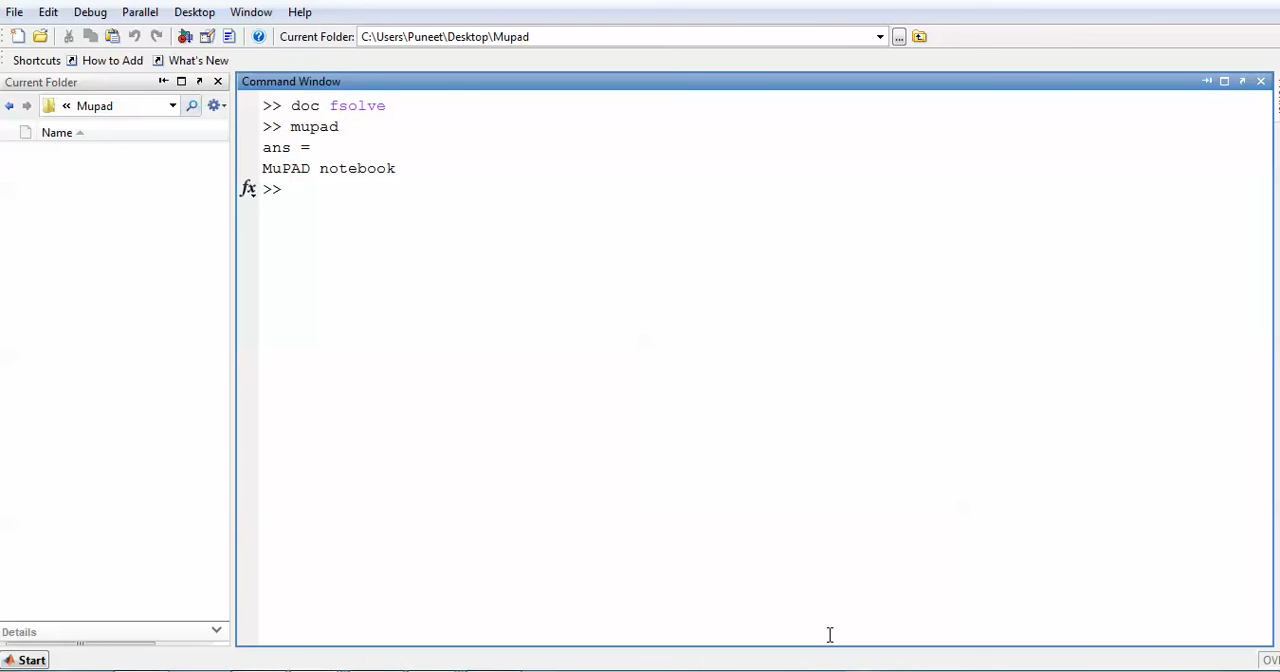 File Edit Debug Parallel Desktop Window Help
Current Folder: C:\Users\Puneet\Desktop\Mupad ...
Shortcuts How to Add What's New
Current Folder
« Mupad
Name
Command Window
>> doc fsolve
>> mupad
ans =
MuPAD notebook
fx >>
Details
Start
OV